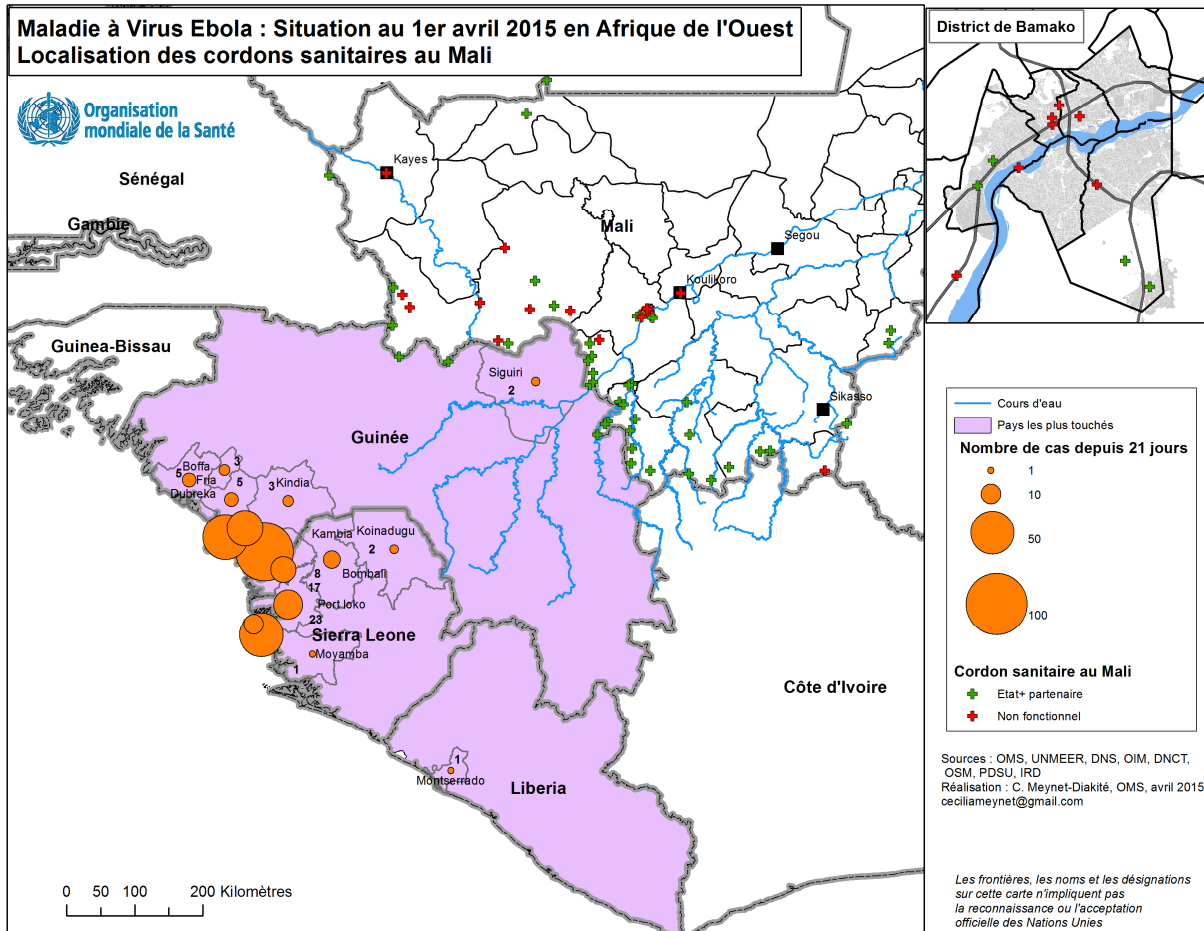 Maladie à Virus Ebola : Situation au 1er avril 2015 en Afrique de l'Ouest
Localisation des cordons sanitaires au Mali
Organisation
mondiale de la Santé
District de Bamako
Kayes
Sénégal
Gambie
Mali
Segou
Koulikoro
Guinea-Bissau
Siguiri
2
Sikasso
Guinée
Boffa
3
5
Fria
5
Dubreka
3
Kindia
Kambia
Koinadugu
2
8
Bombali
17
Port loko
23
Sierra Leone
Moyamba
1
Côte d'Ivoire
1
Montserrado
Liberia
0 50 100 200 Kilomètres
Cours d'eau
Pays les plus touchés
Nombre de cas depuis 21 jours
1
10
50
100
Cordon sanitaire au Mali
Etat+ partenaire
Non fonctionnel
Sources : OMS, UNMEER, DNS, OIM, DNCT,
OSM, PDSU, IRD
Réalisation : C. Meynet-Diakité, OMS, avril 2015
ceciliameynet@gmail.com
Les frontières, les noms et les désignations
sur cette carte n'impliquent pas
la reconnaissance ou l'acceptation
officielle des Nations Unies